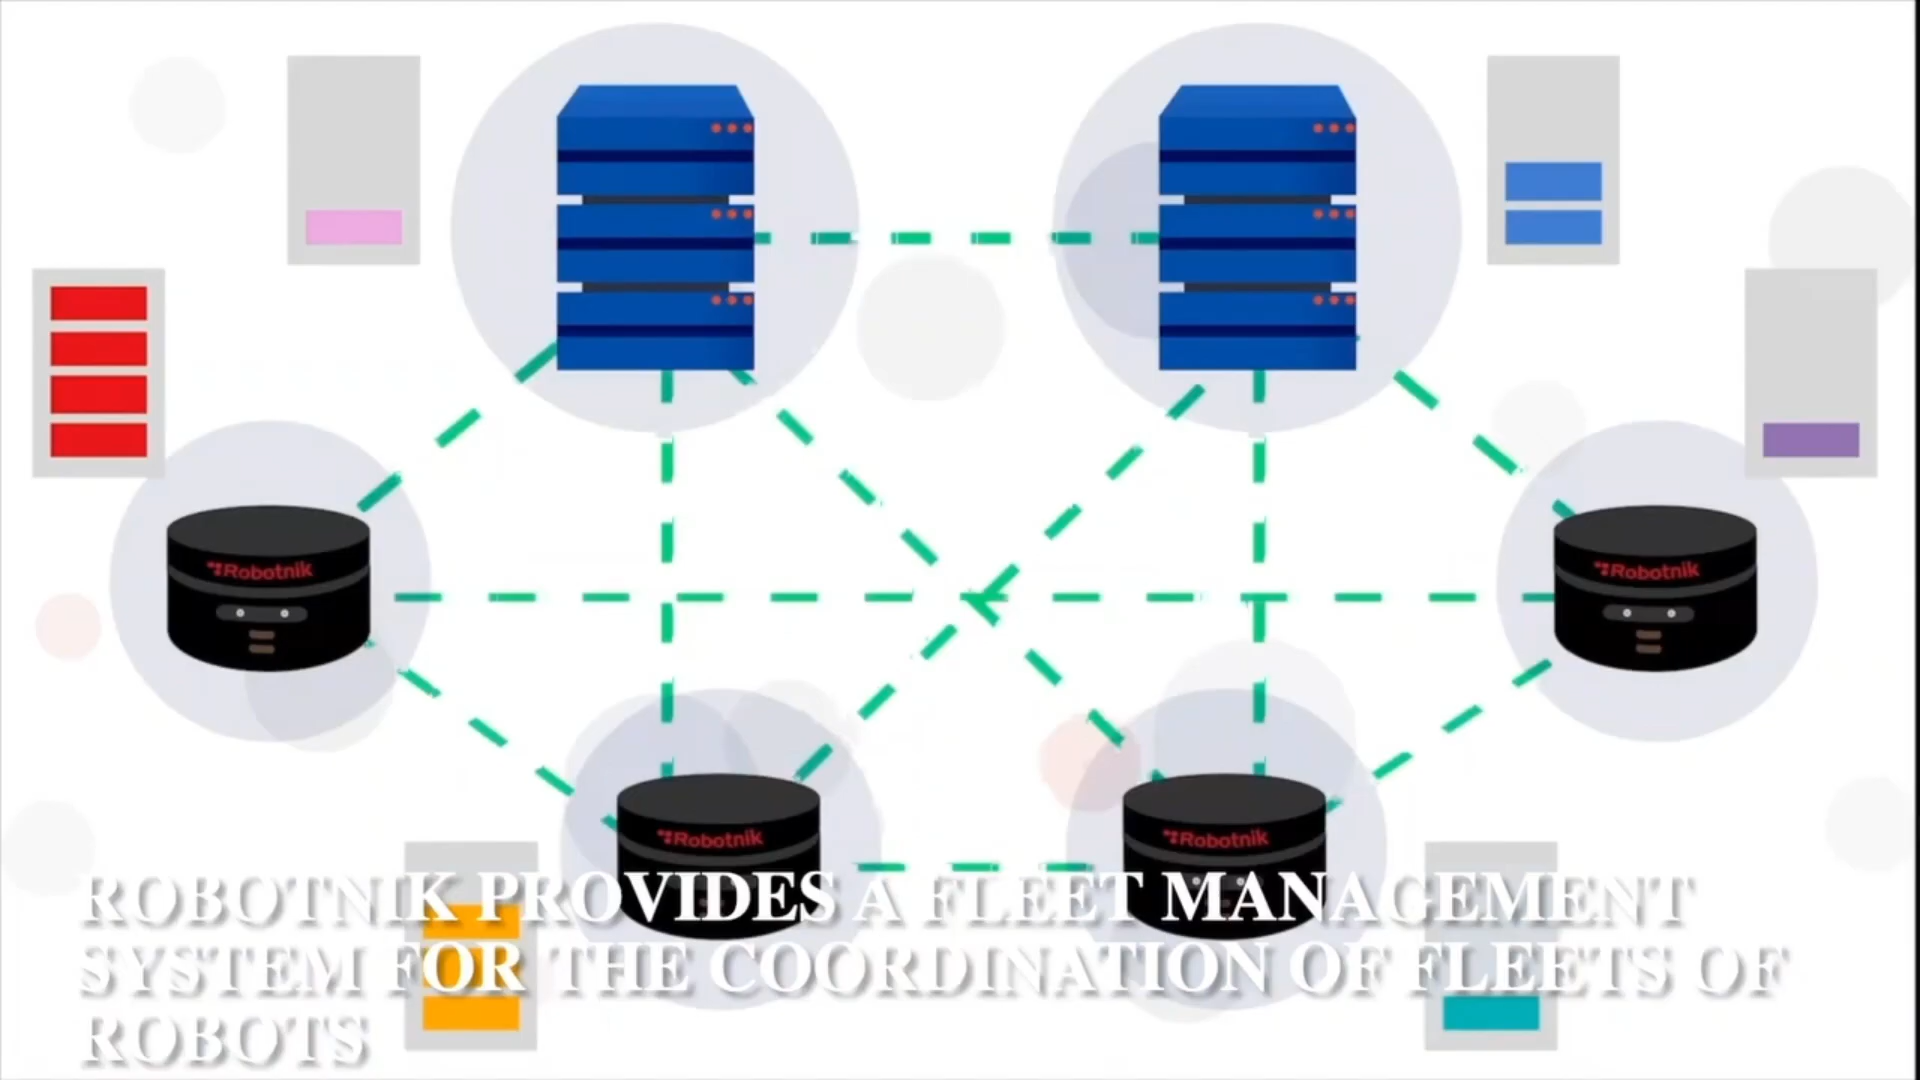 Robotnik
Robotnik
Robotnik
Robotnik
ROBOTNIK PROVIDES A FLEET MANAGEMENT
SYSTEM FOR THE COORDINATION OF FLEETS OF
ROBOTS